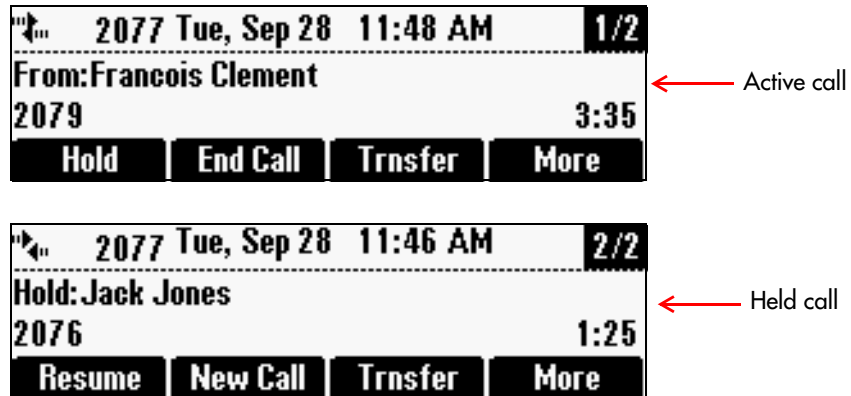 2077 Tue, Sep 28 11:48 AM 1/2
From:Francois Clement
Active call
2079 3:35
Hold End Call Trnsfer More
2077 Tue, Sep 28 11:46 AM 2/2
Hold:Jack Jones
Held call
2076 1:25
Resume New Call Trnsfer More